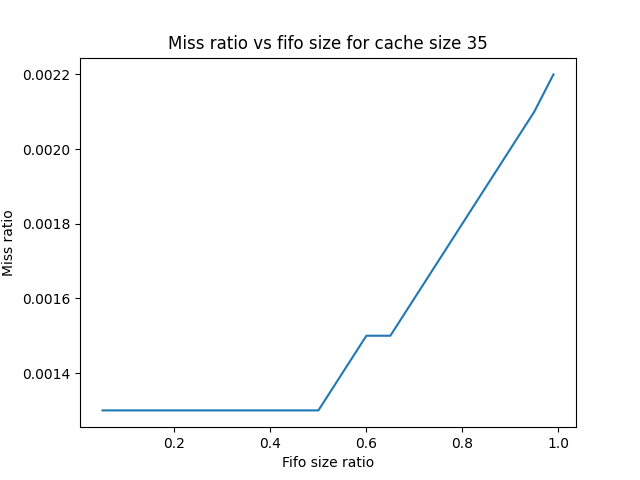 Miss ratio vs fifo size for cache size 35
0.0022
0.0020
0.0018
0.0016
0.0014
Miss ratio
0.2 0.4 0.6 0.8 1.0
Fifo size ratio